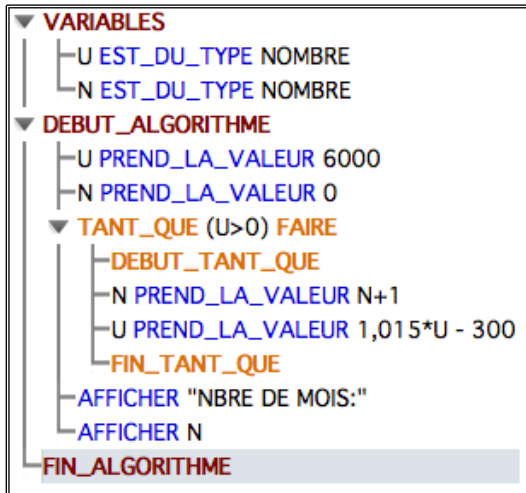 VARIABLES
U EST_DU_TYPE NOMBRE
N EST_DU_TYPE NOMBRE
DEBUT_ALGORITHME
U PREND_LA_VALEUR 6000
N PREND_LA_VALEUR 0
TANT_QUE (U>0) FAIRE
DEBUT_TANT_QUE
N PREND_LA_VALEUR N+1
U PREND_LA_VALEUR 1,015*U - 300
FIN_TANT_QUE
AFFICHER "NBRE DE MOIS:"
AFFICHER N
FIN_ALGORITHME